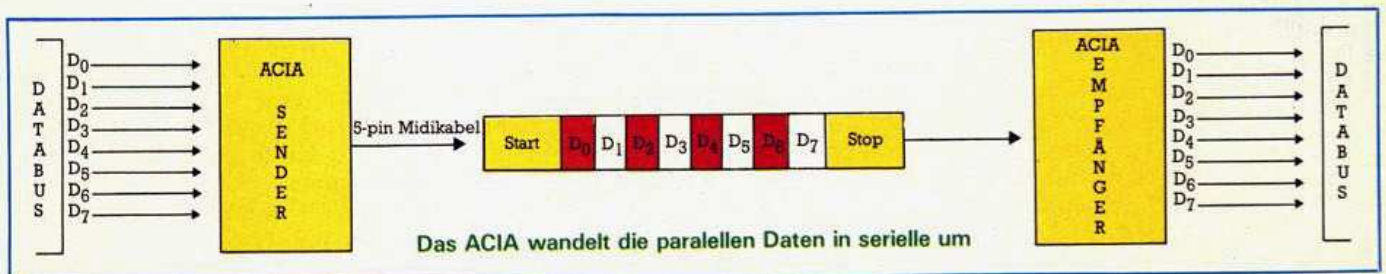 DATABUS
D0
D1
D2
D3
D4
D5
D6
D7
ACIA
SENDER
5-pin Midikabel
Start D0 D1 D2 D3 D4 D5 D6 D7 Stop
ACIA
EMPFÄNGER
D0
D1
D2
D3
D4
D5
D6
D7
DATABUS
Das ACIA wandelt die paralellen Daten in serielle um